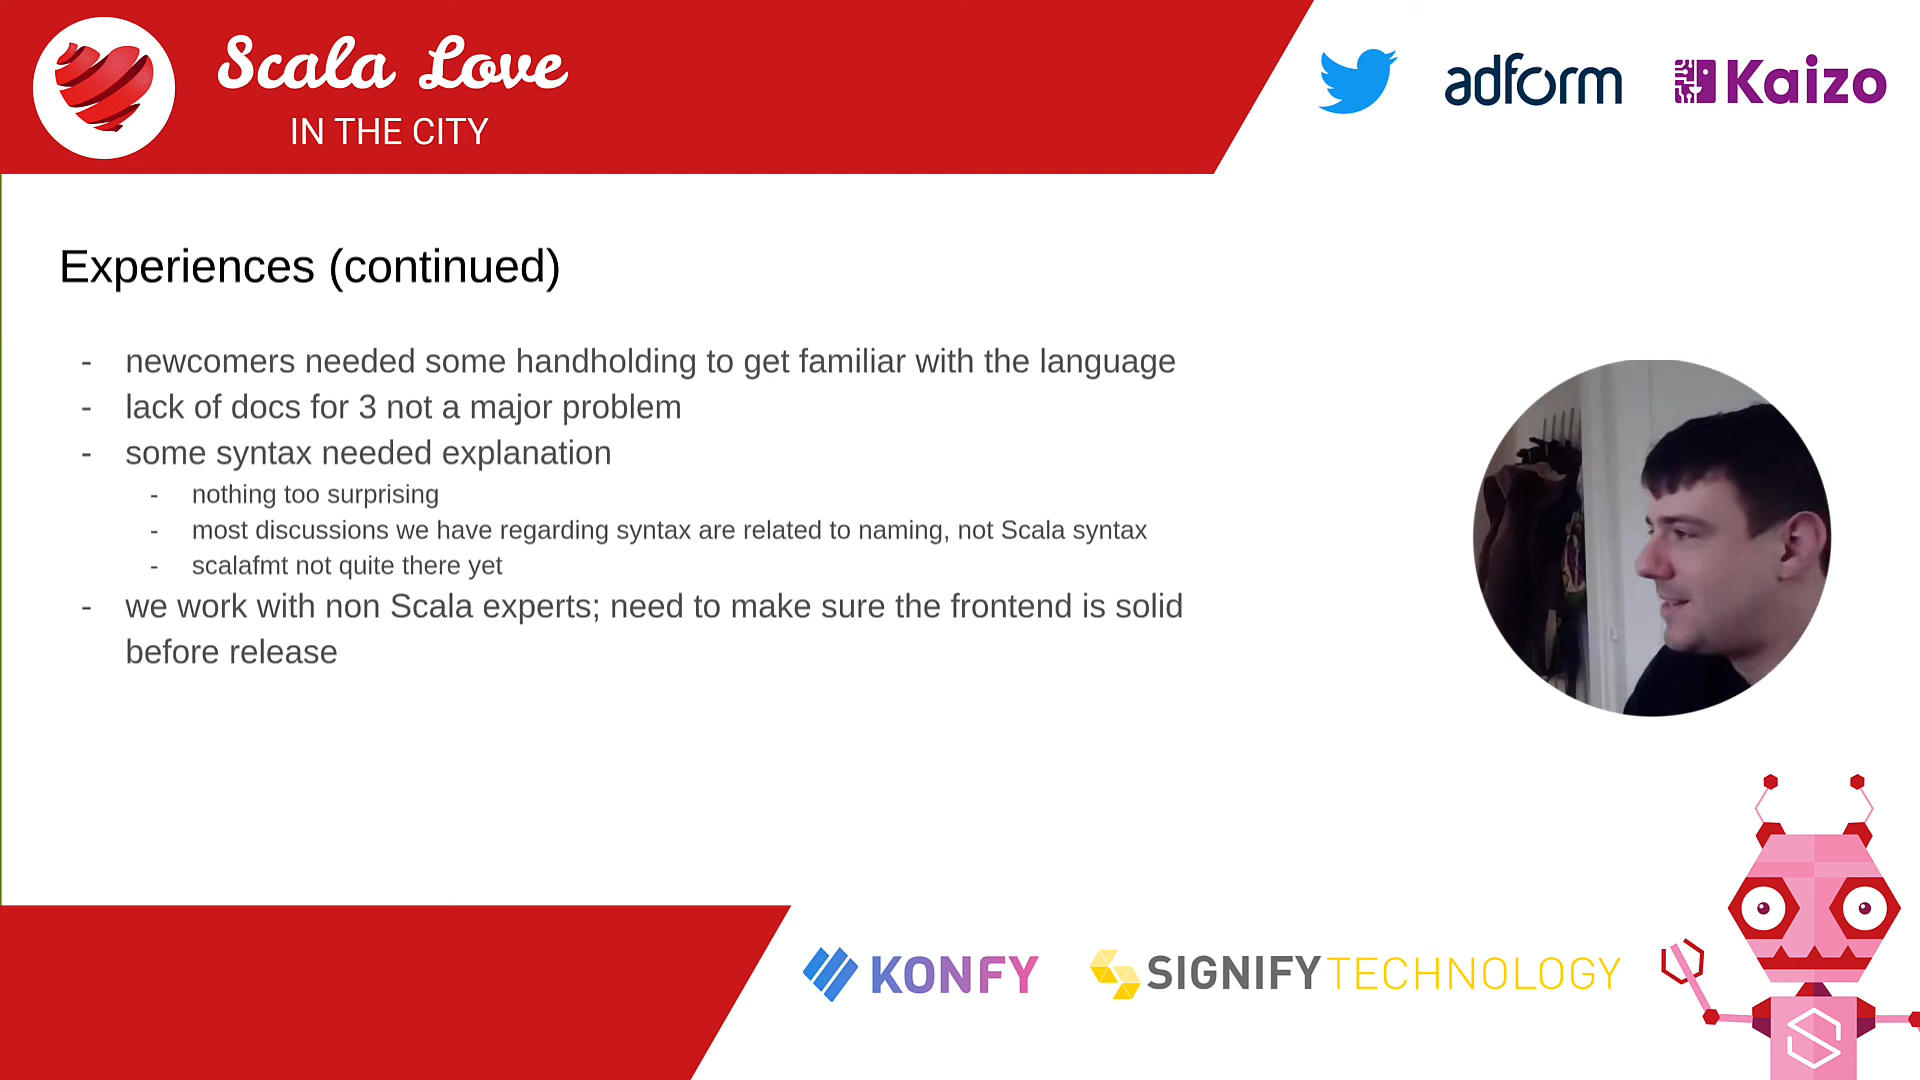 Scala Love
IN THE CITY
adform
Kaizo
Experiences (continued)
- newcomers needed some handholding to get familiar with the language
- lack of docs for 3 not a major problem
- some syntax needed explanation
- nothing too surprising
- most discussions we have regarding syntax are related to naming, not Scala syntax
- scalafmt not quite there yet
- we work with non Scala experts; need to make sure the frontend is solid
before release
KONFY
SIGNIFY TECHNOLOGY